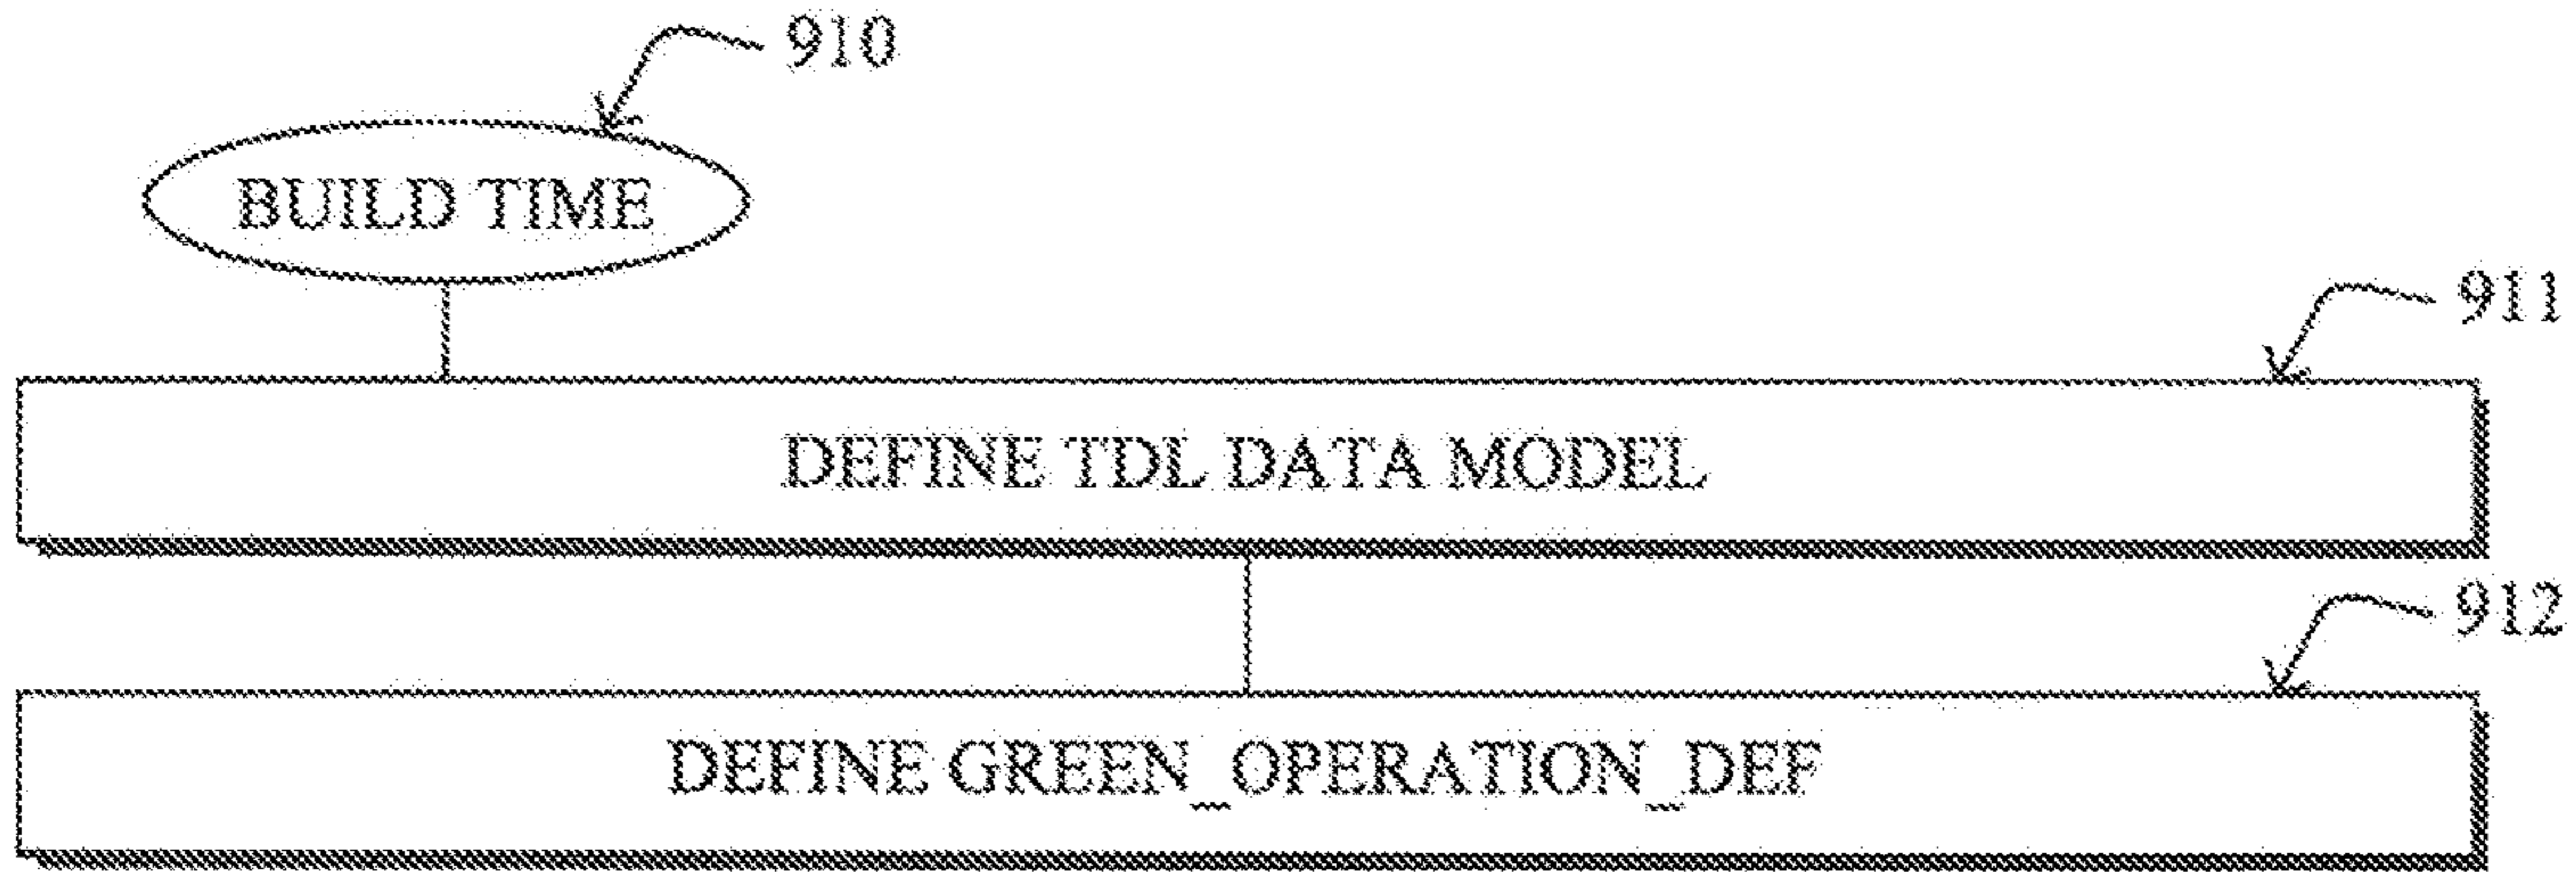 910
BUILD TIME
911
DEFINE TDL DATA MODEL
912
DEFINE GREEN_OPERATION_DEF